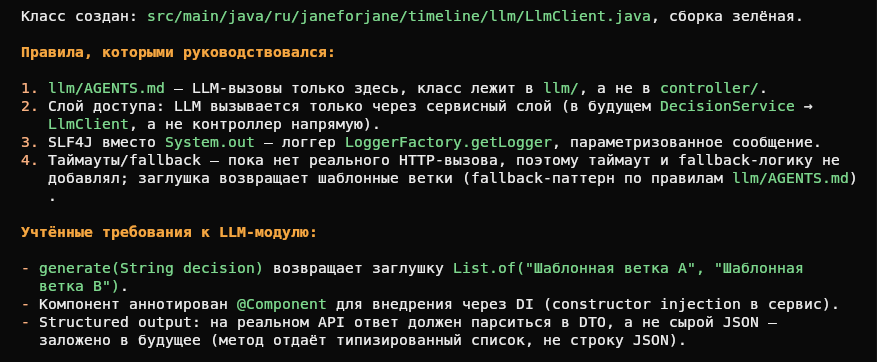 Класс создан: src/main/java/ru/janeforjane/timeline/llm/LlmClient.java, сборка зелёная.
Правила, которыми руководствовался:
1. llm/AGENTS.md — LLM-вызовы только здесь, класс лежит в llm/, а не в controller/.
2. Слой доступа: LLM вызывается только через сервисный слой (в будущем DecisionService →
LlmClient, а не контроллер напрямую).
3. SLF4J вместо System.out — логгер LoggerFactory.getLogger, параметризованное сообщение.
4. Таймауты/fallback — пока нет реального HTTP-вызова, поэтому таймаут и fallback-логику не
добавлял; заглушка возвращает шаблонные ветки (fallback-паттерн по правилам llm/AGENTS.md)
.
Учтённые требования к LLM-модулю:
- generate(String decision) возвращает заглушку List.of("Шаблонная ветка A", "Шаблонная
ветка B").
- Компонент аннотирован @Component для внедрения через DI (constructor injection в сервис).
- Structured output: на реальном API ответ должен парситься в DTO, а не сырой JSON —
заложено в будущее (метод отдаёт типизированный список, не строку JSON).